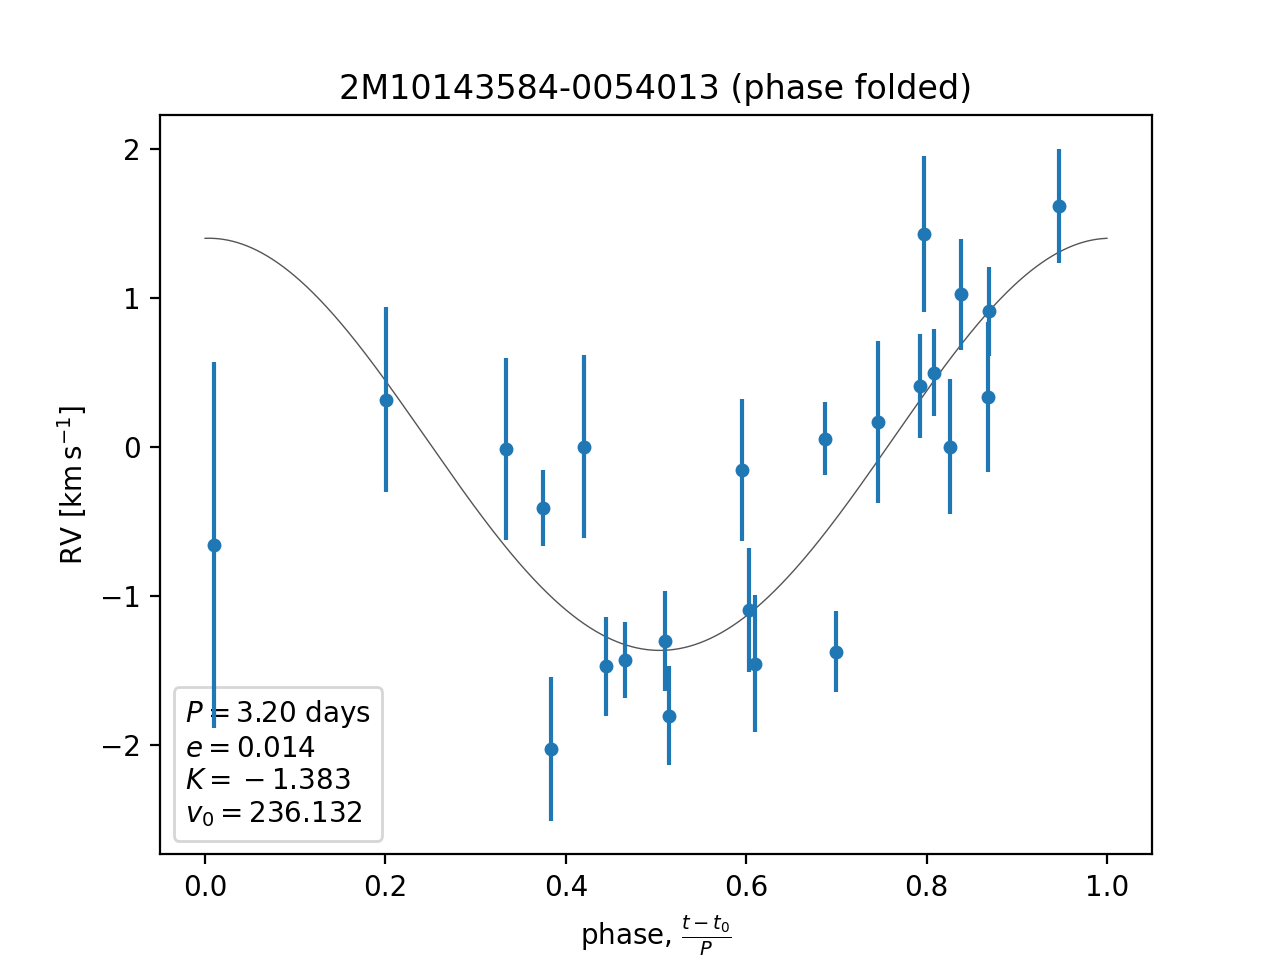 2M10143584-0054013 (phase folded)
RV [km s⁻¹]
2
1
0
−1
−2
P = 3.20 days
e = 0.014
K = −1.383
v₀ = 236.132
0.0 0.2 0.4 0.6 0.8 1.0
phase, (t − t₀)/P